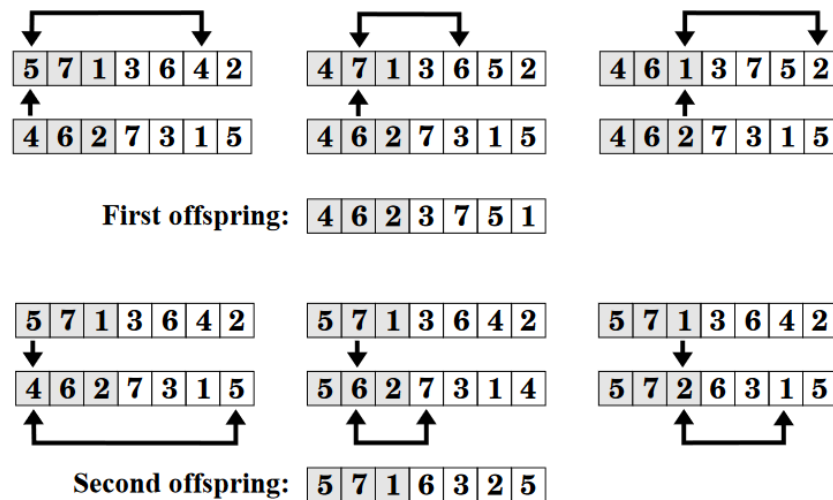 5 7 1 3 6 4 2 4 7 1 3 6 5 2 4 6 1 3 7 5 2
4 6 2 7 3 1 5 4 6 2 7 3 1 5 4 6 2 7 3 1 5
First offspring: 4 6 2 3 7 5 1
5 7 1 3 6 4 2 5 7 1 3 6 4 2 5 7 1 3 6 4 2
4 6 2 7 3 1 5 5 6 2 7 3 1 4 5 7 2 6 3 1 5
Second offspring: 5 7 1 6 3 2 5